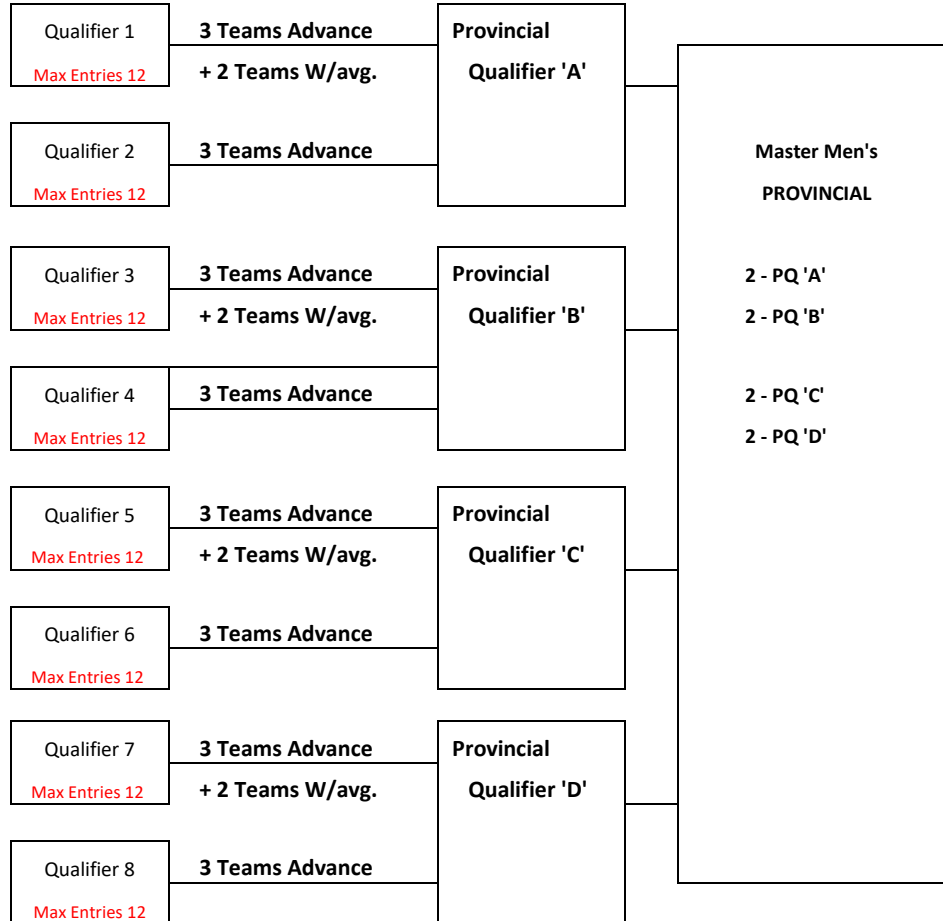 Qualifier 1 3 Teams Advance Provincial
Max Entries 12 + 2 Teams W/avg. Qualifier 'A'
Qualifier 2 3 Teams Advance Master Men's
Max Entries 12 PROVINCIAL
Qualifier 3 3 Teams Advance Provincial 2 - PQ 'A'
Max Entries 12 + 2 Teams W/avg. Qualifier 'B' 2 - PQ 'B'
Qualifier 4 3 Teams Advance 2 - PQ 'C'
Max Entries 12 2 - PQ 'D'
Qualifier 5 3 Teams Advance Provincial
Max Entries 12 + 2 Teams W/avg. Qualifier 'C'
Qualifier 6 3 Teams Advance
Max Entries 12
Qualifier 7 3 Teams Advance Provincial
Max Entries 12 + 2 Teams W/avg. Qualifier 'D'
Qualifier 8 3 Teams Advance
Max Entries 12